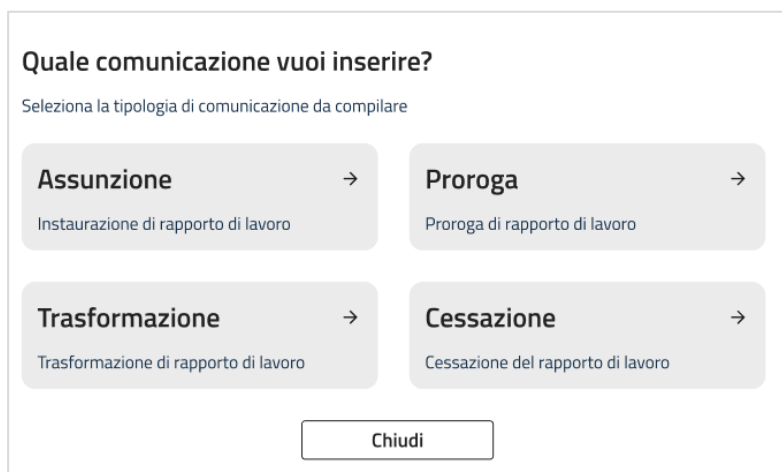 Quale comunicazione vuoi inserire?
Seleziona la tipologia di comunicazione da compilare
Assunzione
Instaurazione di rapporto di lavoro
Proroga
Proroga di rapporto di lavoro
Trasformazione
Trasformazione di rapporto di lavoro
Cessazione
Cessazione del rapporto di lavoro
Chiudi